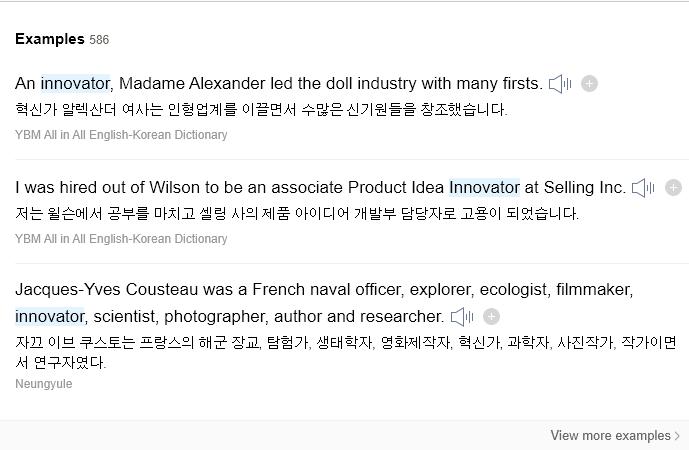 Examples 586
An innovator, Madame Alexander led the doll industry with many firsts.
혁신가 알렉산더 여사는 인형업계를 이끌면서 수많은 신기원들을 창조했습니다.
YBM All in All English-Korean Dictionary
I was hired out of Wilson to be an associate Product Idea Innovator at Selling Inc.
저는 윌슨에서 공부를 마치고 셀링 사의 제품 아이디어 개발부 담당자로 고용이 되었습니다.
YBM All in All English-Korean Dictionary
Jacques-Yves Cousteau was a French naval officer, explorer, ecologist, filmmaker,
innovator, scientist, photographer, author and researcher.
자끄 이브 쿠스토는 프랑스의 해군 장교, 탐험가, 생태학자, 영화제작자, 혁신가, 과학자, 사진작가, 작가이면
서 연구자였다.
Neungyule
View more examples >